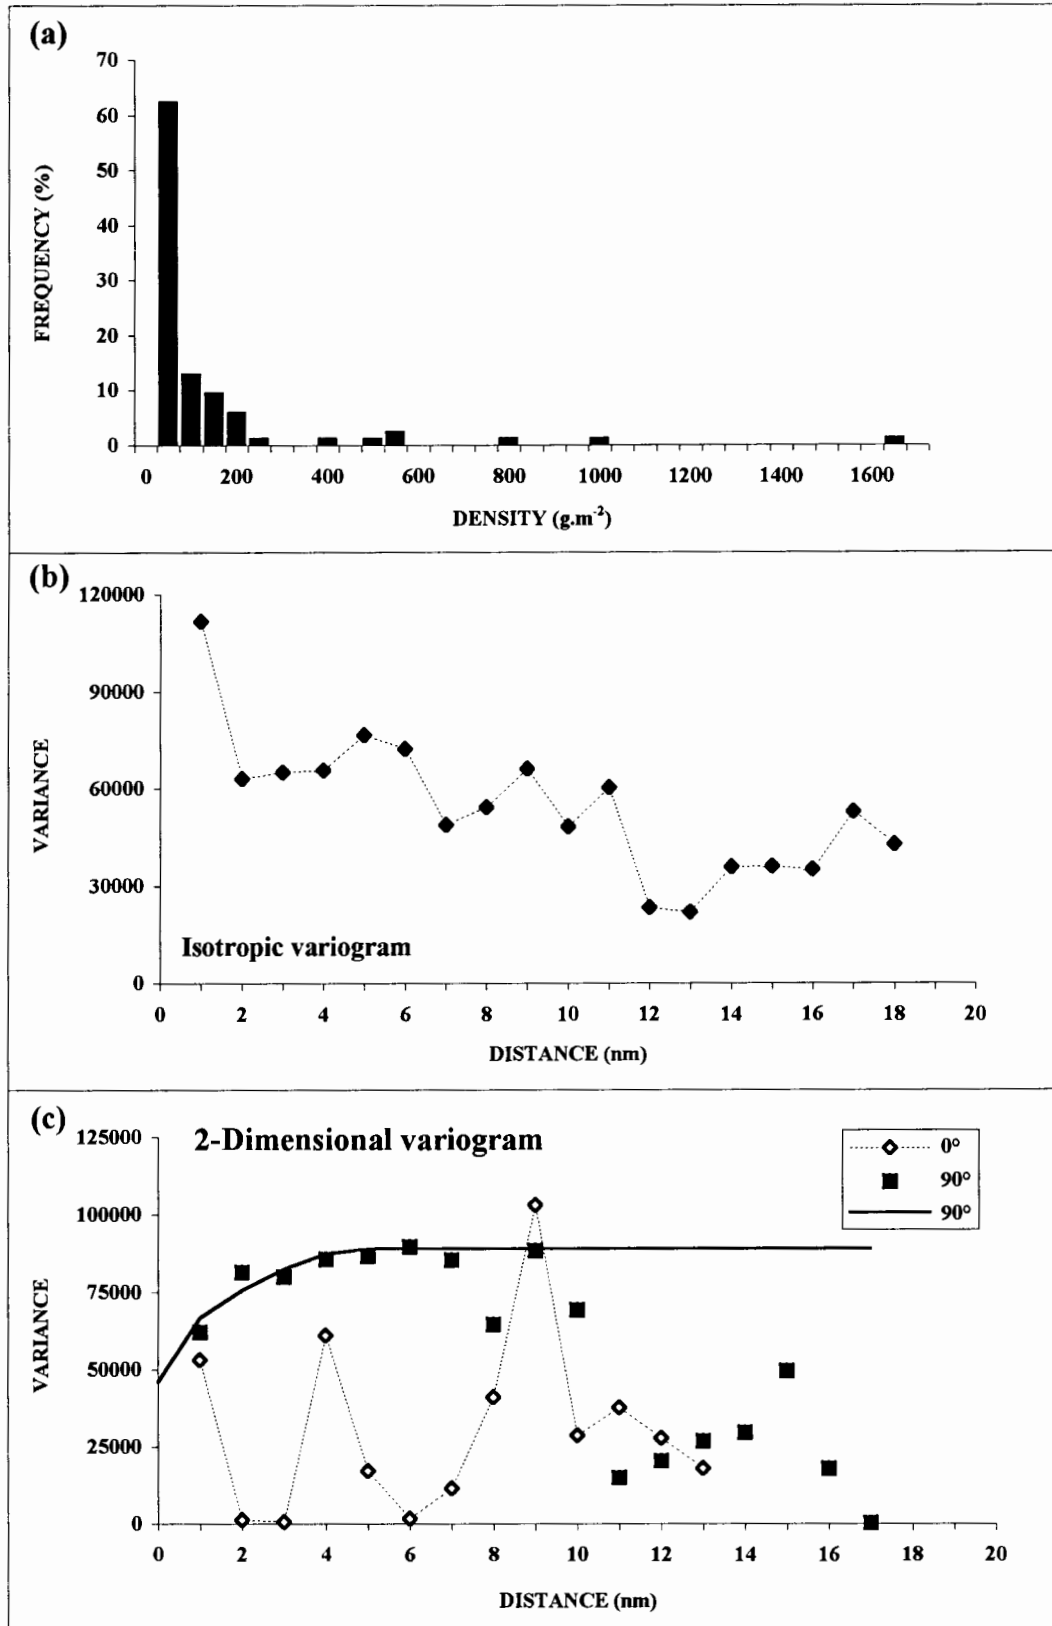 (a)
70
60
50
40
30
20
10
0
FREQUENCY (%)
0 200 400 600 800 1000 1200 1400 1600
DENSITY (g.m-2)
(b)
120000
90000
60000
30000
0
VARIANCE
Isotropic variogram
0 2 4 6 8 10 12 14 16 18 20
DISTANCE (nm)
(c)
2-Dimensional variogram
125000
100000
75000
50000
25000
0
VARIANCE
0°
90°
90°
0 2 4 6 8 10 12 14 16 18 20
DISTANCE (nm)